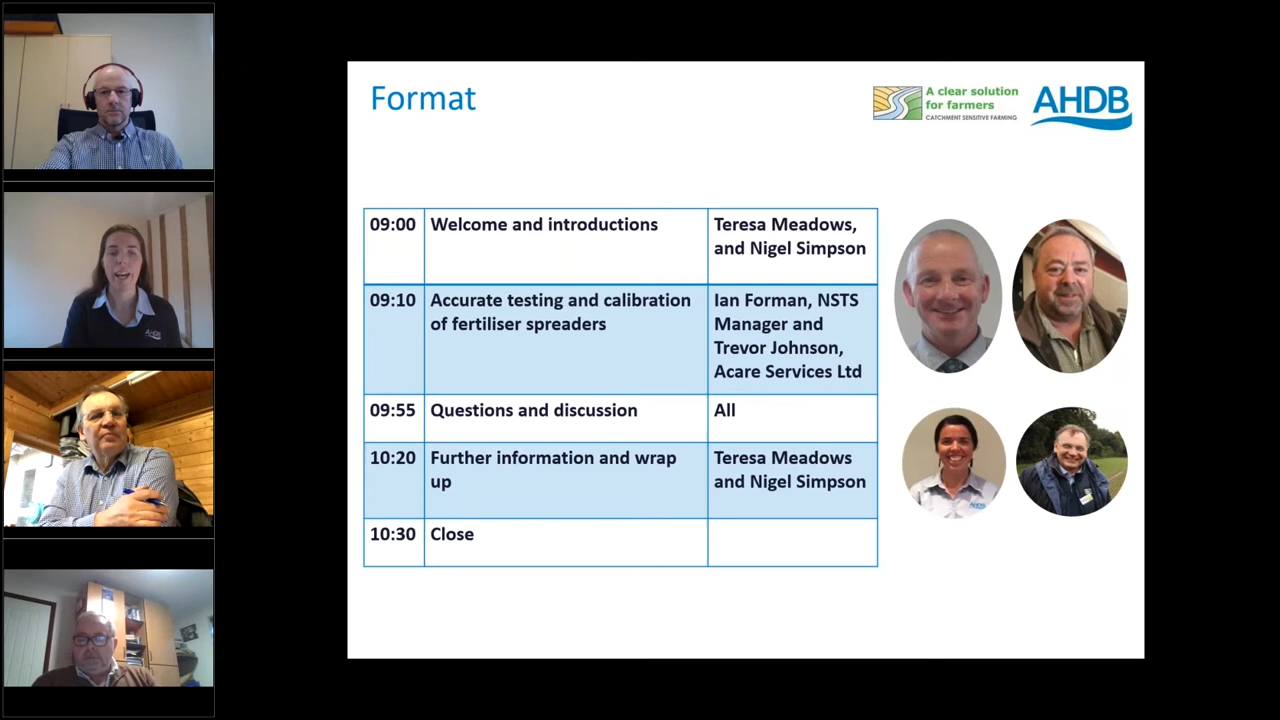 Format
A clear solution
for farmers
CATCHMENT SENSITIVE FARMING
AHDB
09:00 Welcome and introductions Teresa Meadows,
and Nigel Simpson
09:10 Accurate testing and calibration Ian Forman, NSTS
of fertiliser spreaders Manager and
Trevor Johnson,
Acare Services Ltd
09:55 Questions and discussion All
10:20 Further information and wrap Teresa Meadows
up and Nigel Simpson
10:30 Close
AHDB
AHDB